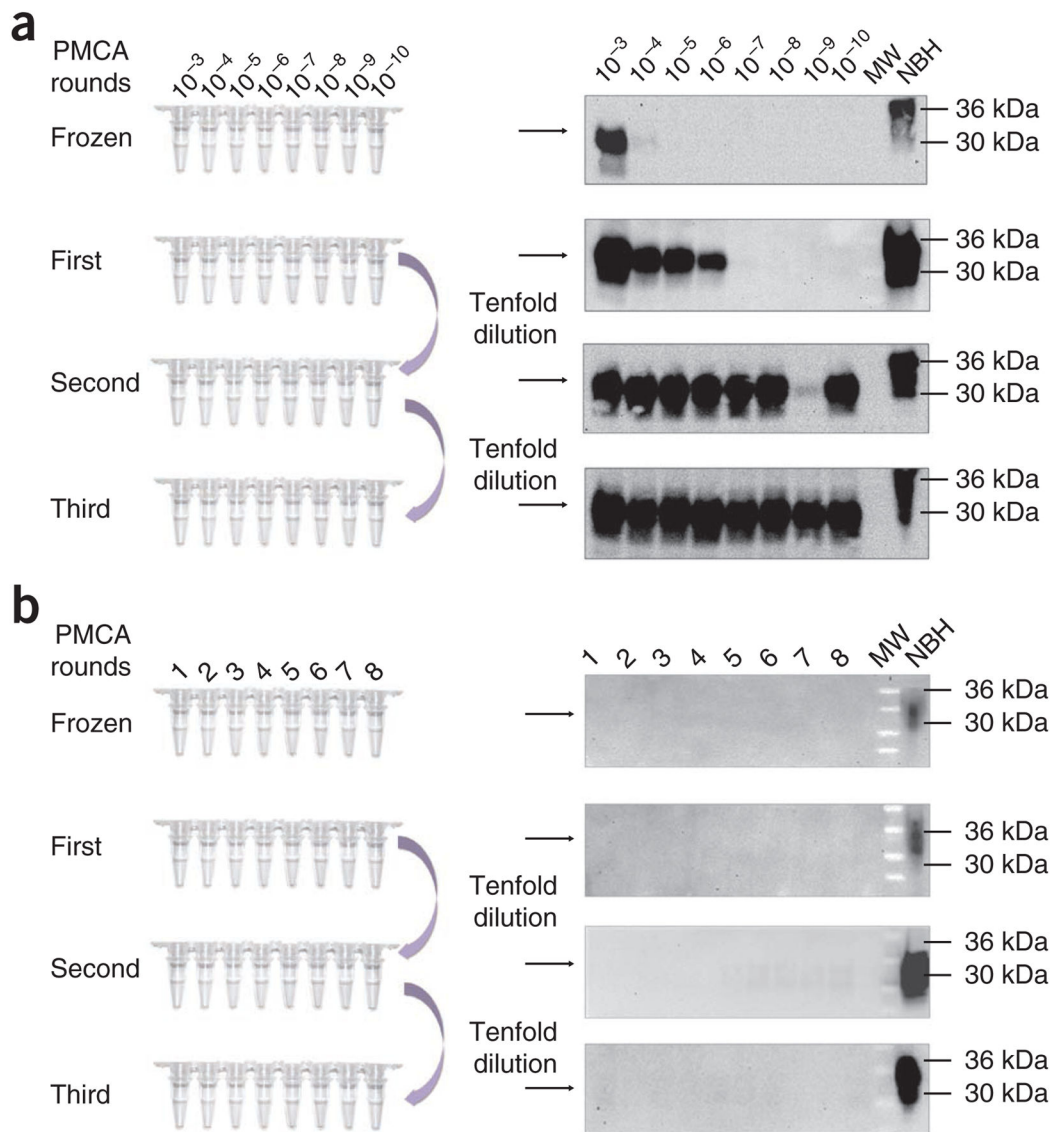 a
PMCA
rounds
10⁻³ 10⁻⁴ 10⁻⁵ 10⁻⁶ 10⁻⁷ 10⁻⁸ 10⁻⁹ 10⁻¹⁰
10⁻³ 10⁻⁴ 10⁻⁵ 10⁻⁶ 10⁻⁷ 10⁻⁸ 10⁻⁹ 10⁻¹⁰ MW NBH
Frozen
36 kDa
30 kDa
First
36 kDa
30 kDa
Tenfold
dilution
Second
36 kDa
30 kDa
Tenfold
dilution
Third
36 kDa
30 kDa
b
PMCA
rounds
1 2 3 4 5 6 7 8
1 2 3 4 5 6 7 8 MW NBH
Frozen
36 kDa
30 kDa
First
36 kDa
30 kDa
Tenfold
dilution
Second
36 kDa
30 kDa
Tenfold
dilution
Third
36 kDa
30 kDa